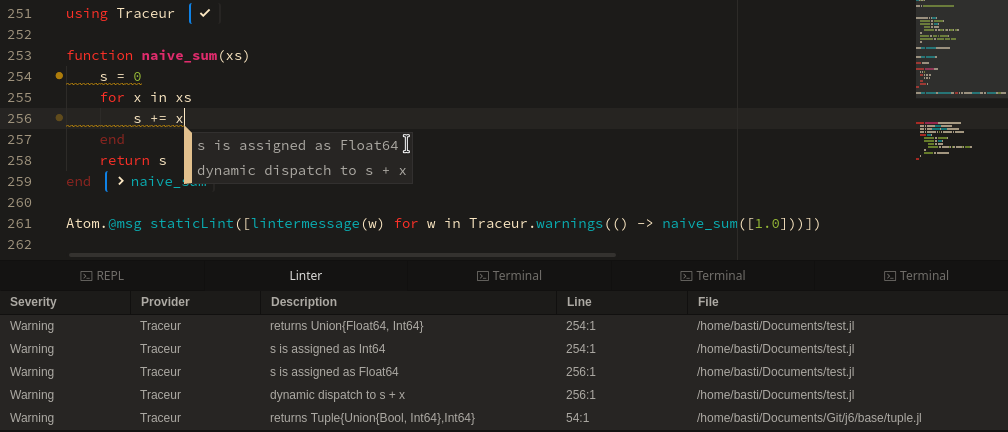 251 using Traceur
252
253 function naive_sum(xs)
254 s = 0
255 for x in xs
256 s += x
257 end
s is assigned as Float64
258 return s
dynamic dispatch to s + x
259 end naive_sum
260
261 Atom.@msg staticLint([lintermessage(w) for w in Traceur.warnings(() -> naive_sum([1.0]))])
262
REPL Linter Terminal Terminal Terminal
Severity Provider Description Line File
Warning Traceur returns Union{Float64, Int64} 254:1 /home/basti/Documents/test.jl
Warning Traceur s is assigned as Int64 254:1 /home/basti/Documents/test.jl
Warning Traceur s is assigned as Float64 256:1 /home/basti/Documents/test.jl
Warning Traceur dynamic dispatch to s + x 256:1 /home/basti/Documents/test.jl
Warning Traceur returns Tuple{Union{Bool, Int64},Int64} 54:1 /home/basti/Documents/Git/j6/base/tuple.jl